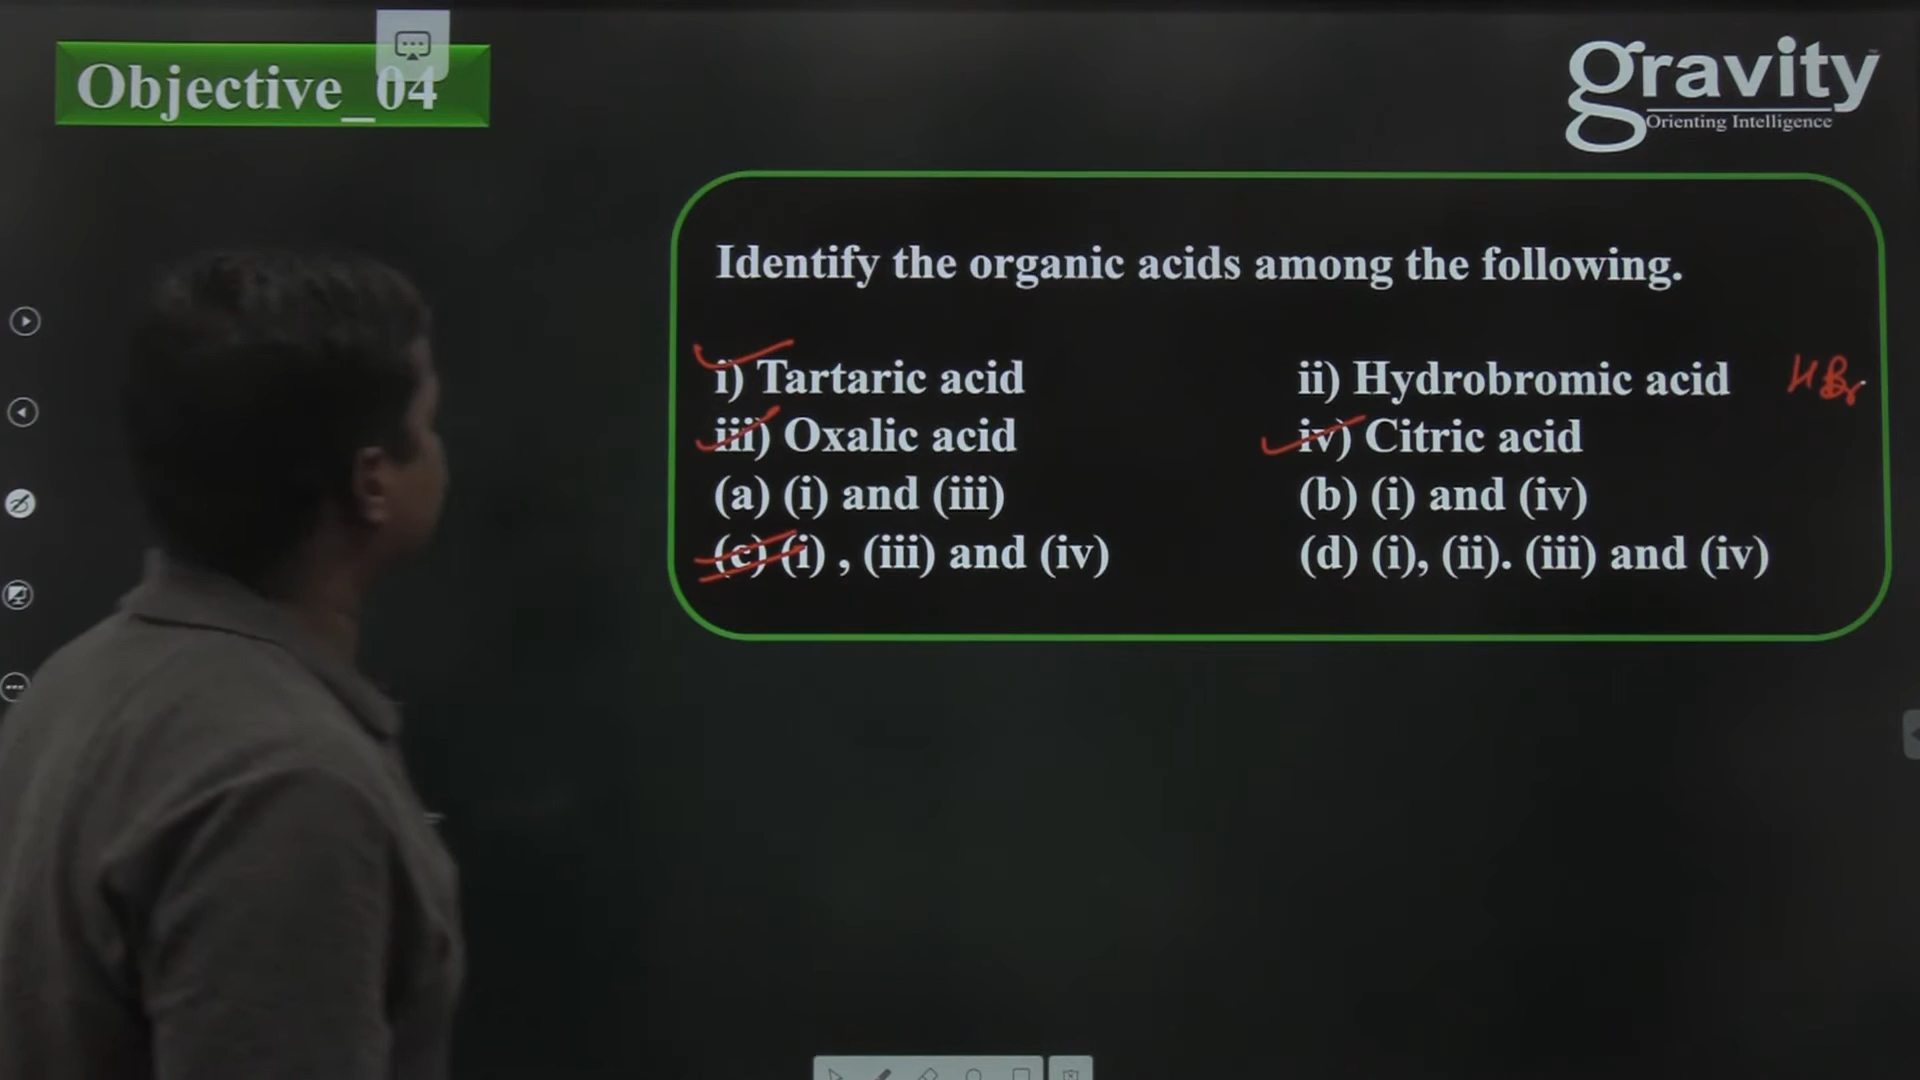 Objective_04
gravity
Orienting Intelligence
Identify the organic acids among the following.
i) Tartaric acid ii) Hydrobromic acid HBr
iii) Oxalic acid iv) Citric acid
(a) (i) and (iii) (b) (i) and (iv)
(c) (i) , (iii) and (iv) (d) (i), (ii). (iii) and (iv)